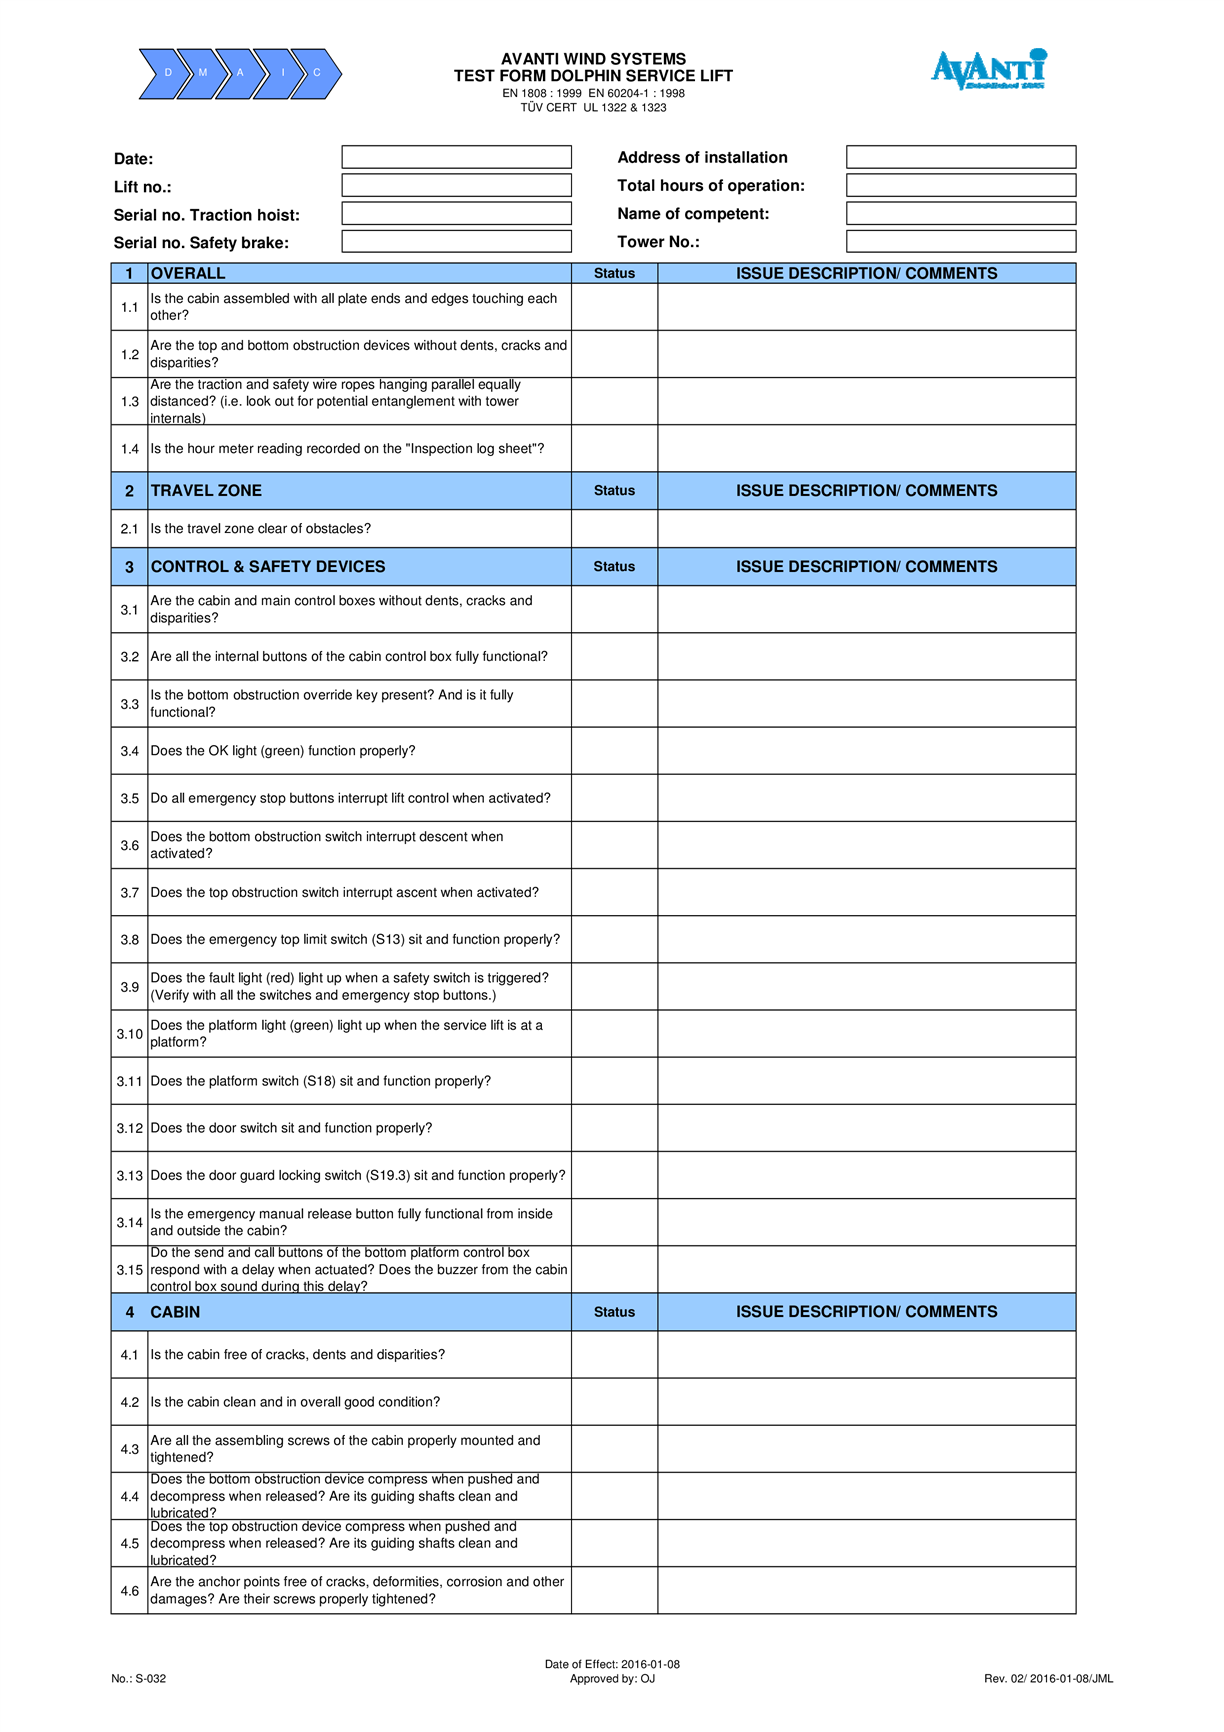 D M A I C
AVANTI WIND SYSTEMS
TEST FORM DOLPHIN SERVICE LIFT
EN 1808 : 1999 EN 60204-1 : 1998
TÜV CERT UL 1322 & 1323
AVANTI
Established 1885
Date:
Address of installation
Lift no.:
Total hours of operation:
Serial no. Traction hoist:
Name of competent:
Serial no. Safety brake:
Tower No.:
1 OVERALL Status ISSUE DESCRIPTION/ COMMENTS
1.1 Is the cabin assembled with all plate ends and edges touching each
other?
1.2 Are the top and bottom obstruction devices without dents, cracks and
disparities?
1.3 Are the traction and safety wire ropes hanging parallel equally
distanced? (i.e. look out for potential entanglement with tower
internals)
1.4 Is the hour meter reading recorded on the "Inspection log sheet"?
2 TRAVEL ZONE Status ISSUE DESCRIPTION/ COMMENTS
2.1 Is the travel zone clear of obstacles?
3 CONTROL & SAFETY DEVICES Status ISSUE DESCRIPTION/ COMMENTS
3.1 Are the cabin and main control boxes without dents, cracks and
disparities?
3.2 Are all the internal buttons of the cabin control box fully functional?
3.3 Is the bottom obstruction override key present? And is it fully
functional?
3.4 Does the OK light (green) function properly?
3.5 Do all emergency stop buttons interrupt lift control when activated?
3.6 Does the bottom obstruction switch interrupt descent when
activated?
3.7 Does the top obstruction switch interrupt ascent when activated?
3.8 Does the emergency top limit switch (S13) sit and function properly?
3.9 Does the fault light (red) light up when a safety switch is triggered?
(Verify with all the switches and emergency stop buttons.)
3.10 Does the platform light (green) light up when the service lift is at a
platform?
3.11 Does the platform switch (S18) sit and function properly?
3.12 Does the door switch sit and function properly?
3.13 Does the door guard locking switch (S19.3) sit and function properly?
3.14 Is the emergency manual release button fully functional from inside
and outside the cabin?
3.15 Do the send and call buttons of the bottom platform control box
respond with a delay when actuated? Does the buzzer from the cabin
control box sound during this delay?
4 CABIN Status ISSUE DESCRIPTION/ COMMENTS
4.1 Is the cabin free of cracks, dents and disparities?
4.2 Is the cabin clean and in overall good condition?
4.3 Are all the assembling screws of the cabin properly mounted and
tightened?
4.4 Does the bottom obstruction device compress when pushed and
decompress when released? Are its guiding shafts clean and
lubricated?
4.5 Does the top obstruction device compress when pushed and
decompress when released? Are its guiding shafts clean and
lubricated?
4.6 Are the anchor points free of cracks, deformities, corrosion and other
damages? Are their screws properly tightened?
Date of Effect: 2016-01-08
No.: S-032 Approved by: OJ Rev. 02/ 2016-01-08/JML